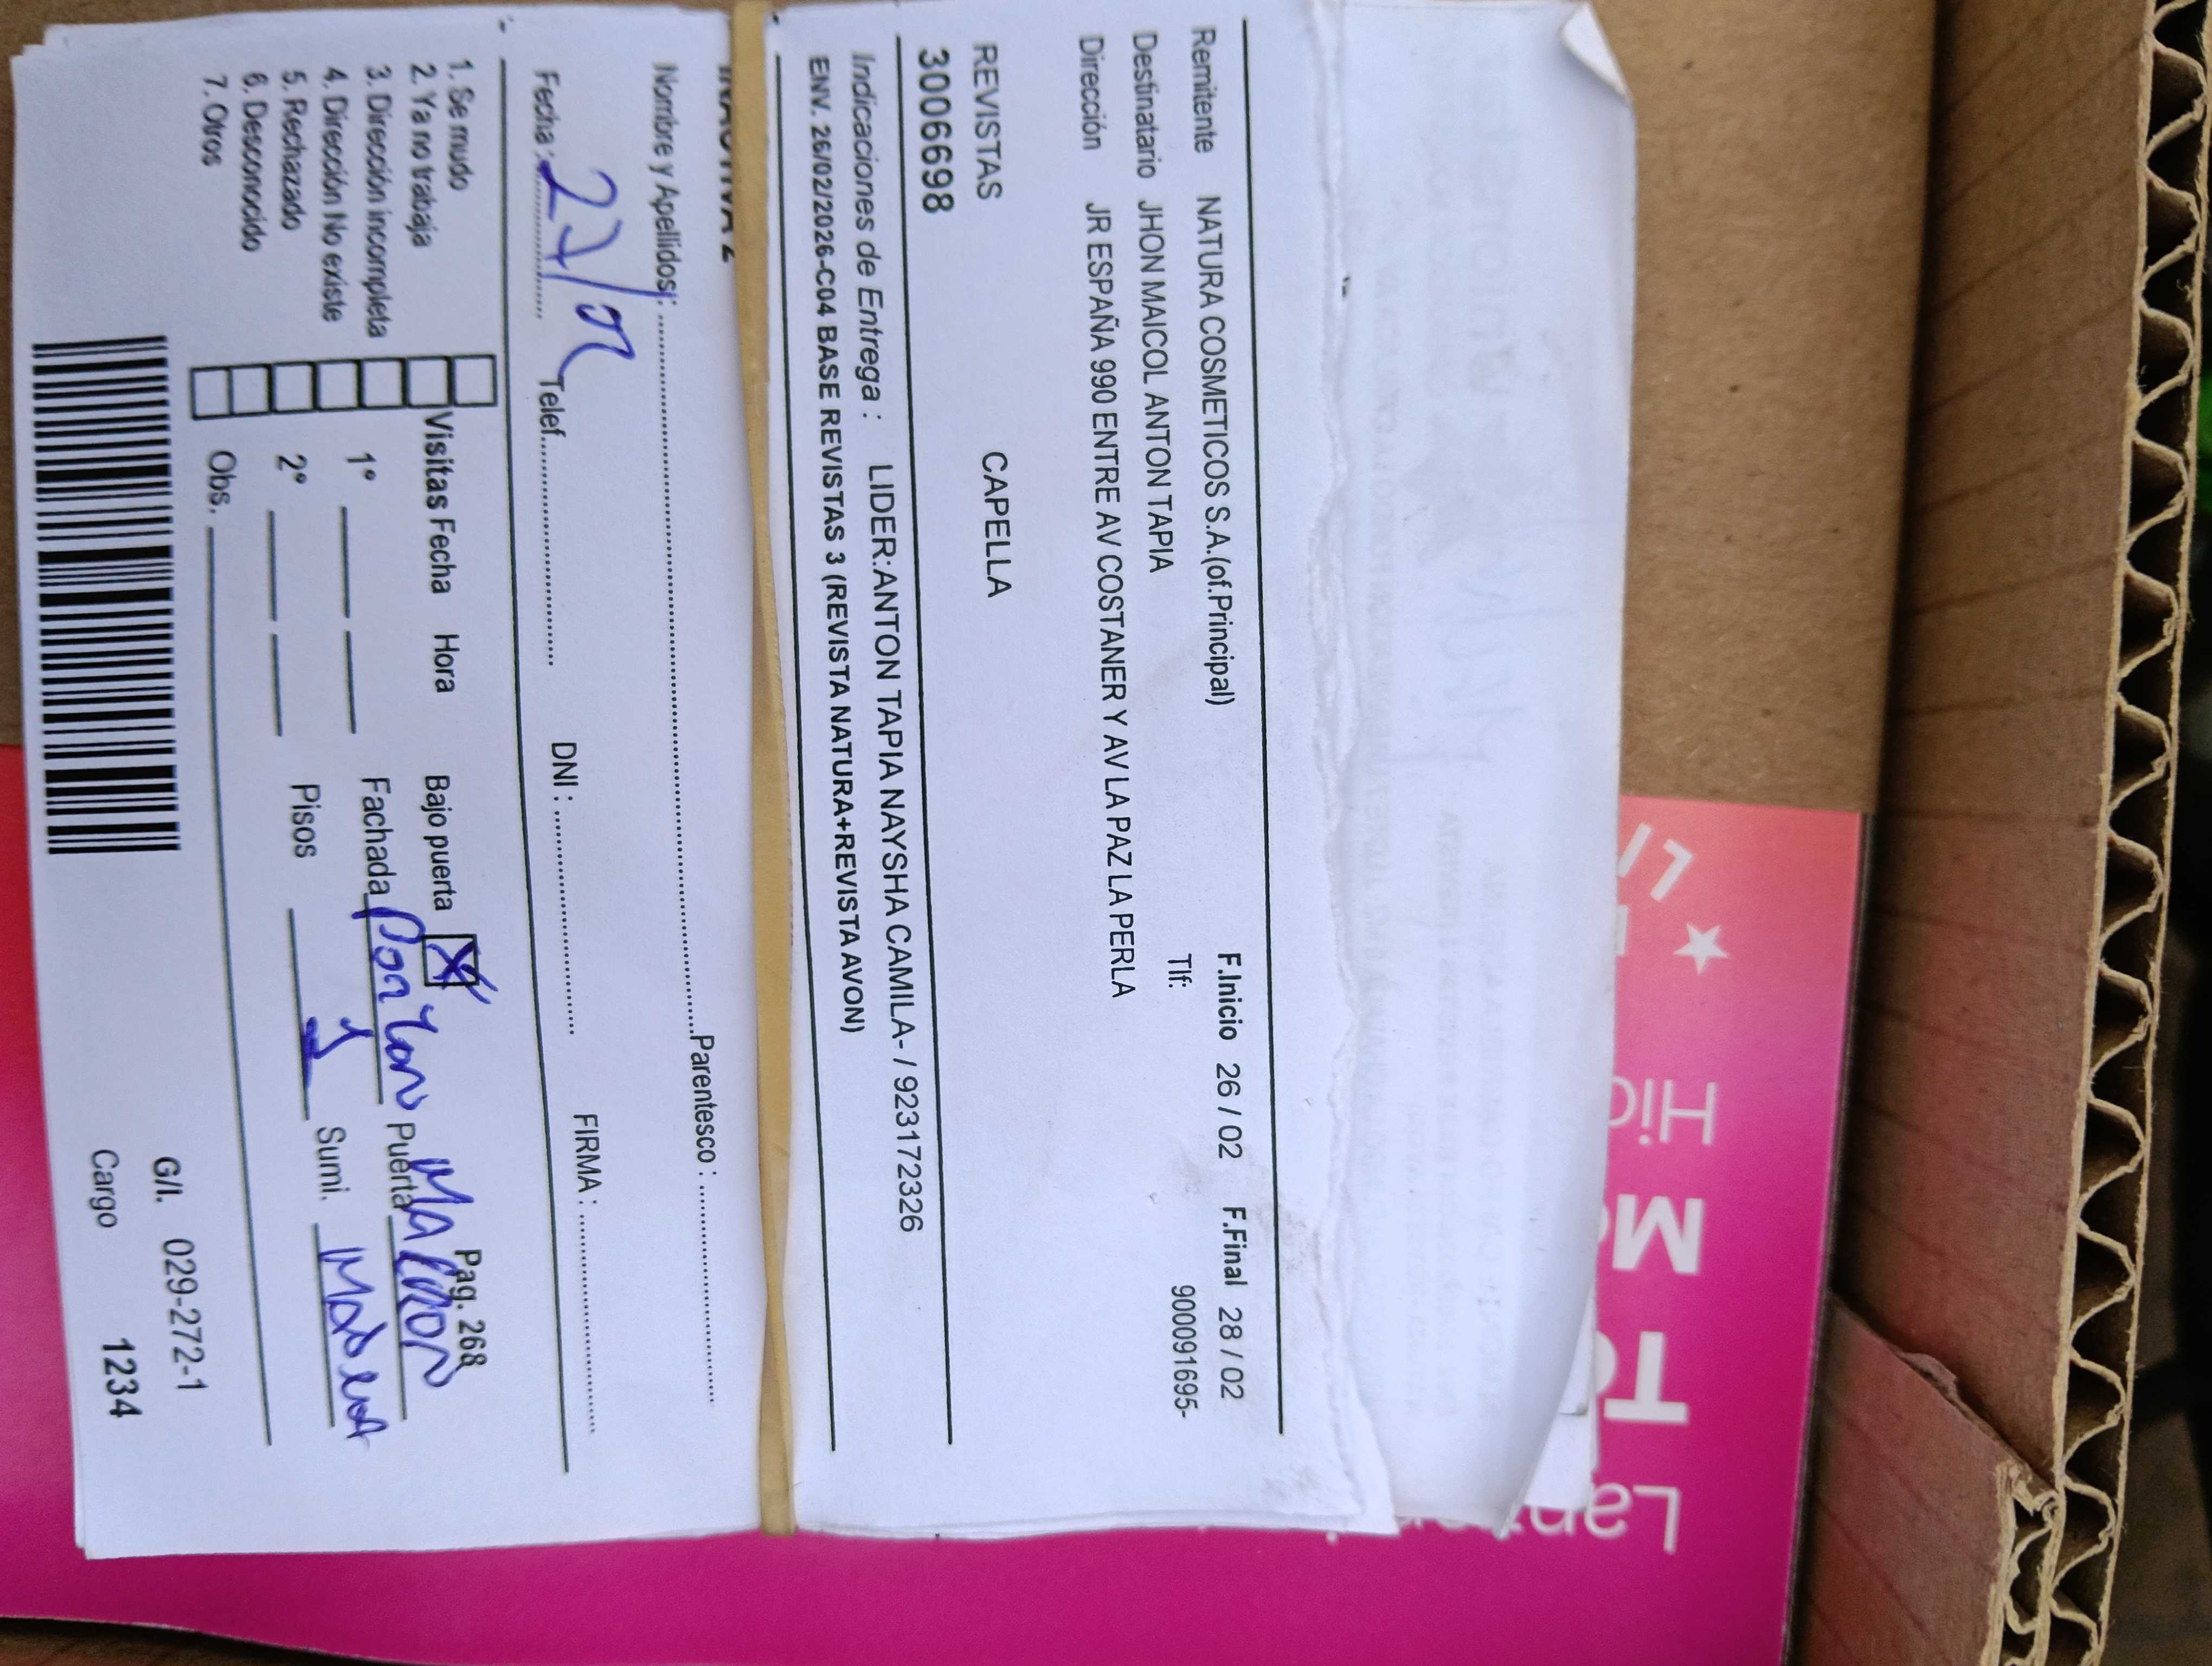 Remitente NATURA COSMETICOS S.A.(of.Principal) F.Inicio 26 / 02 F.Final 28 / 02
Destinatario JHON MAICOL ANTON TAPIA Tlf: 900091695-
Dirección JR ESPAÑA 990 ENTRE AV COSTANER Y AV LA PAZ LA PERLA
REVISTAS CAPELLA
3006698
Indicaciones de Entrega : LIDER:ANTON TAPIA NAYSHA CAMILA- / 923172326
ENV. 26/02/2026-C04 BASE REVISTAS 3 (REVISTA NATURA+REVISTA AVON)
Nombre y Apellidos : Parentesco :
Fecha : 27/ Telef. DNI : FIRMA :
1. Se mudo
2. Ya no trabaja Visitas Fecha Hora Bajo puerta X Pag. 268
3. Dirección incompleta 1° Fachada Puerta
4. Dirección No existe
5. Rechazado 2° Pisos 1 Sumi.
6. Desconocido
7. Otros Obs.
G/I. 029-272-1
Cargo 1234